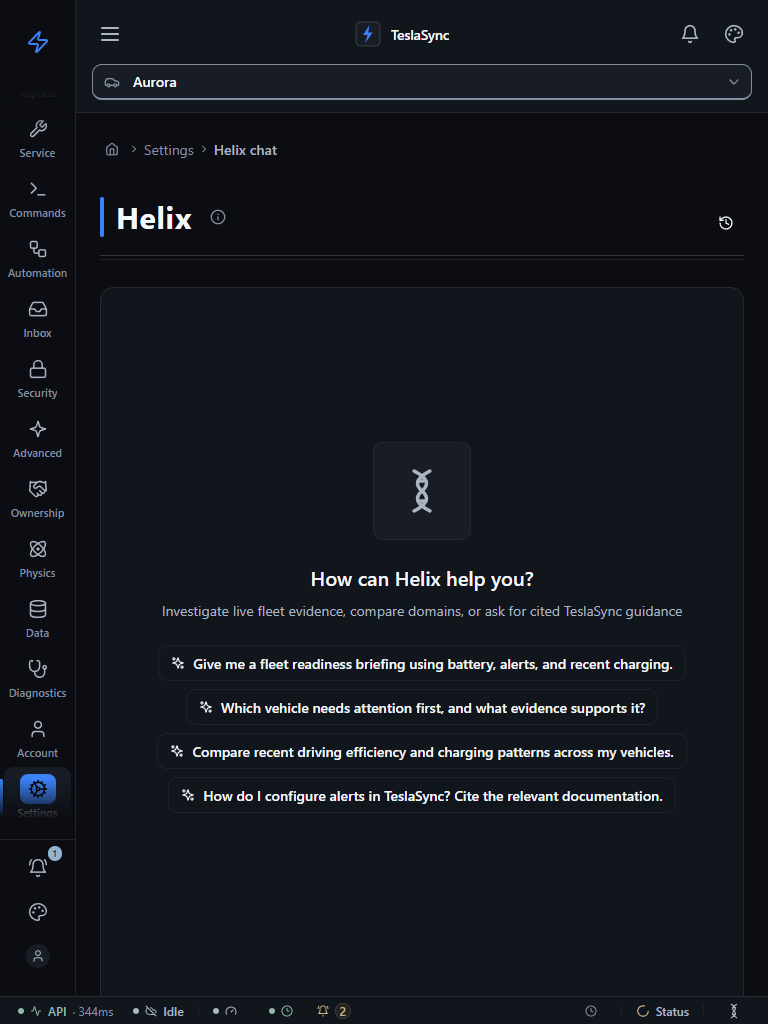 TeslaSync
Aurora
Reports
Service
Commands
Automation
Inbox
Security
Advanced
Ownership
Physics
Data
Diagnostics
Account
Settings
1
Settings
Helix chat
Helix
How can Helix help you?
Investigate live fleet evidence, compare domains, or ask for cited TeslaSync guidance
Give me a fleet readiness briefing using battery, alerts, and recent charging.
Which vehicle needs attention first, and what evidence supports it?
Compare recent driving efficiency and charging patterns across my vehicles.
How do I configure alerts in TeslaSync? Cite the relevant documentation.
API · 344ms
Idle
2
Status